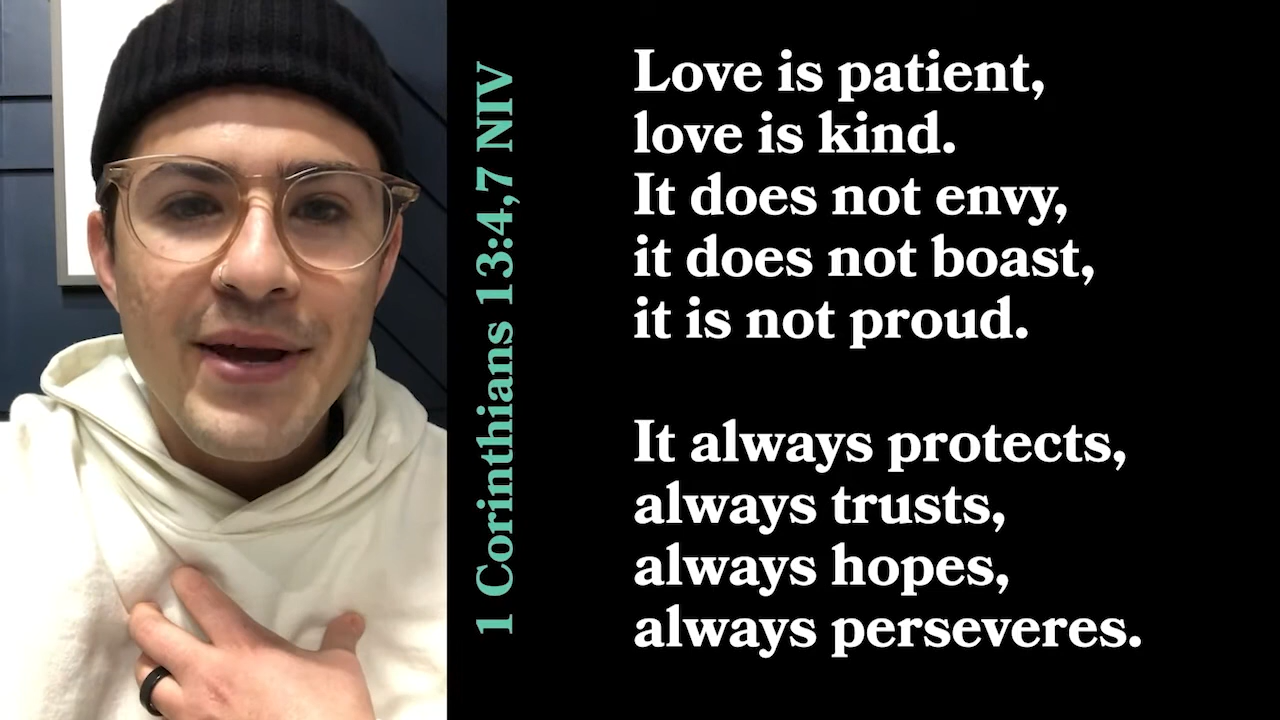 1 Corinthians 13:4,7 NIV
Love is patient,
love is kind.
It does not envy,
it does not boast,
it is not proud.
It always protects,
always trusts,
always hopes,
always perseveres.